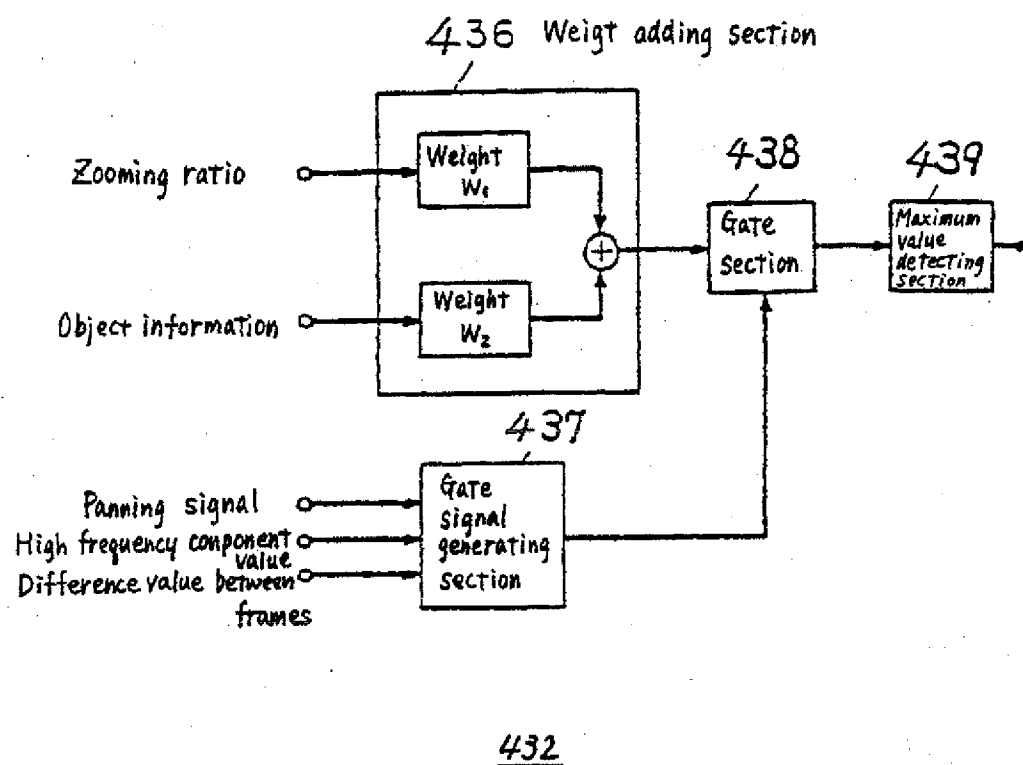 436 Weigt adding section
Zooming ratio
Weight
W1
438
Gate
section
439
Maximum
value
detecting
section
Object information
Weight
W2
437
Panning signal
High frequency conponent
value
Difference value between
frames
Gate
signal
generating
section
432